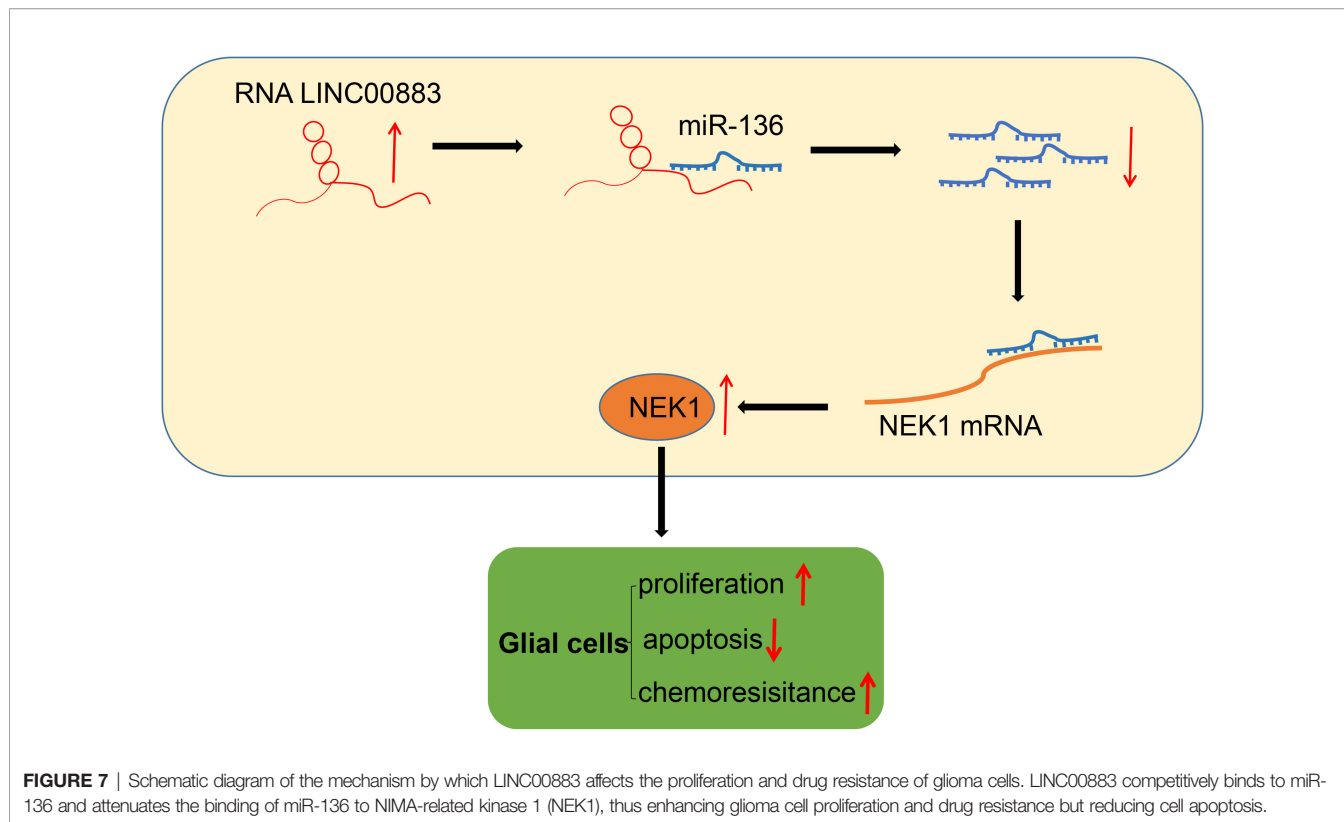 RNA LINC00883
miR-136
NEK1
NEK1 mRNA
Glial cells
proliferation
apoptosis
chemoresisitance
FIGURE 7 | Schematic diagram of the mechanism by which LINC00883 affects the proliferation and drug resistance of glioma cells. LINC00883 competitively binds to miR-
136 and attenuates the binding of miR-136 to NIMA-related kinase 1 (NEK1), thus enhancing glioma cell proliferation and drug resistance but reducing cell apoptosis.